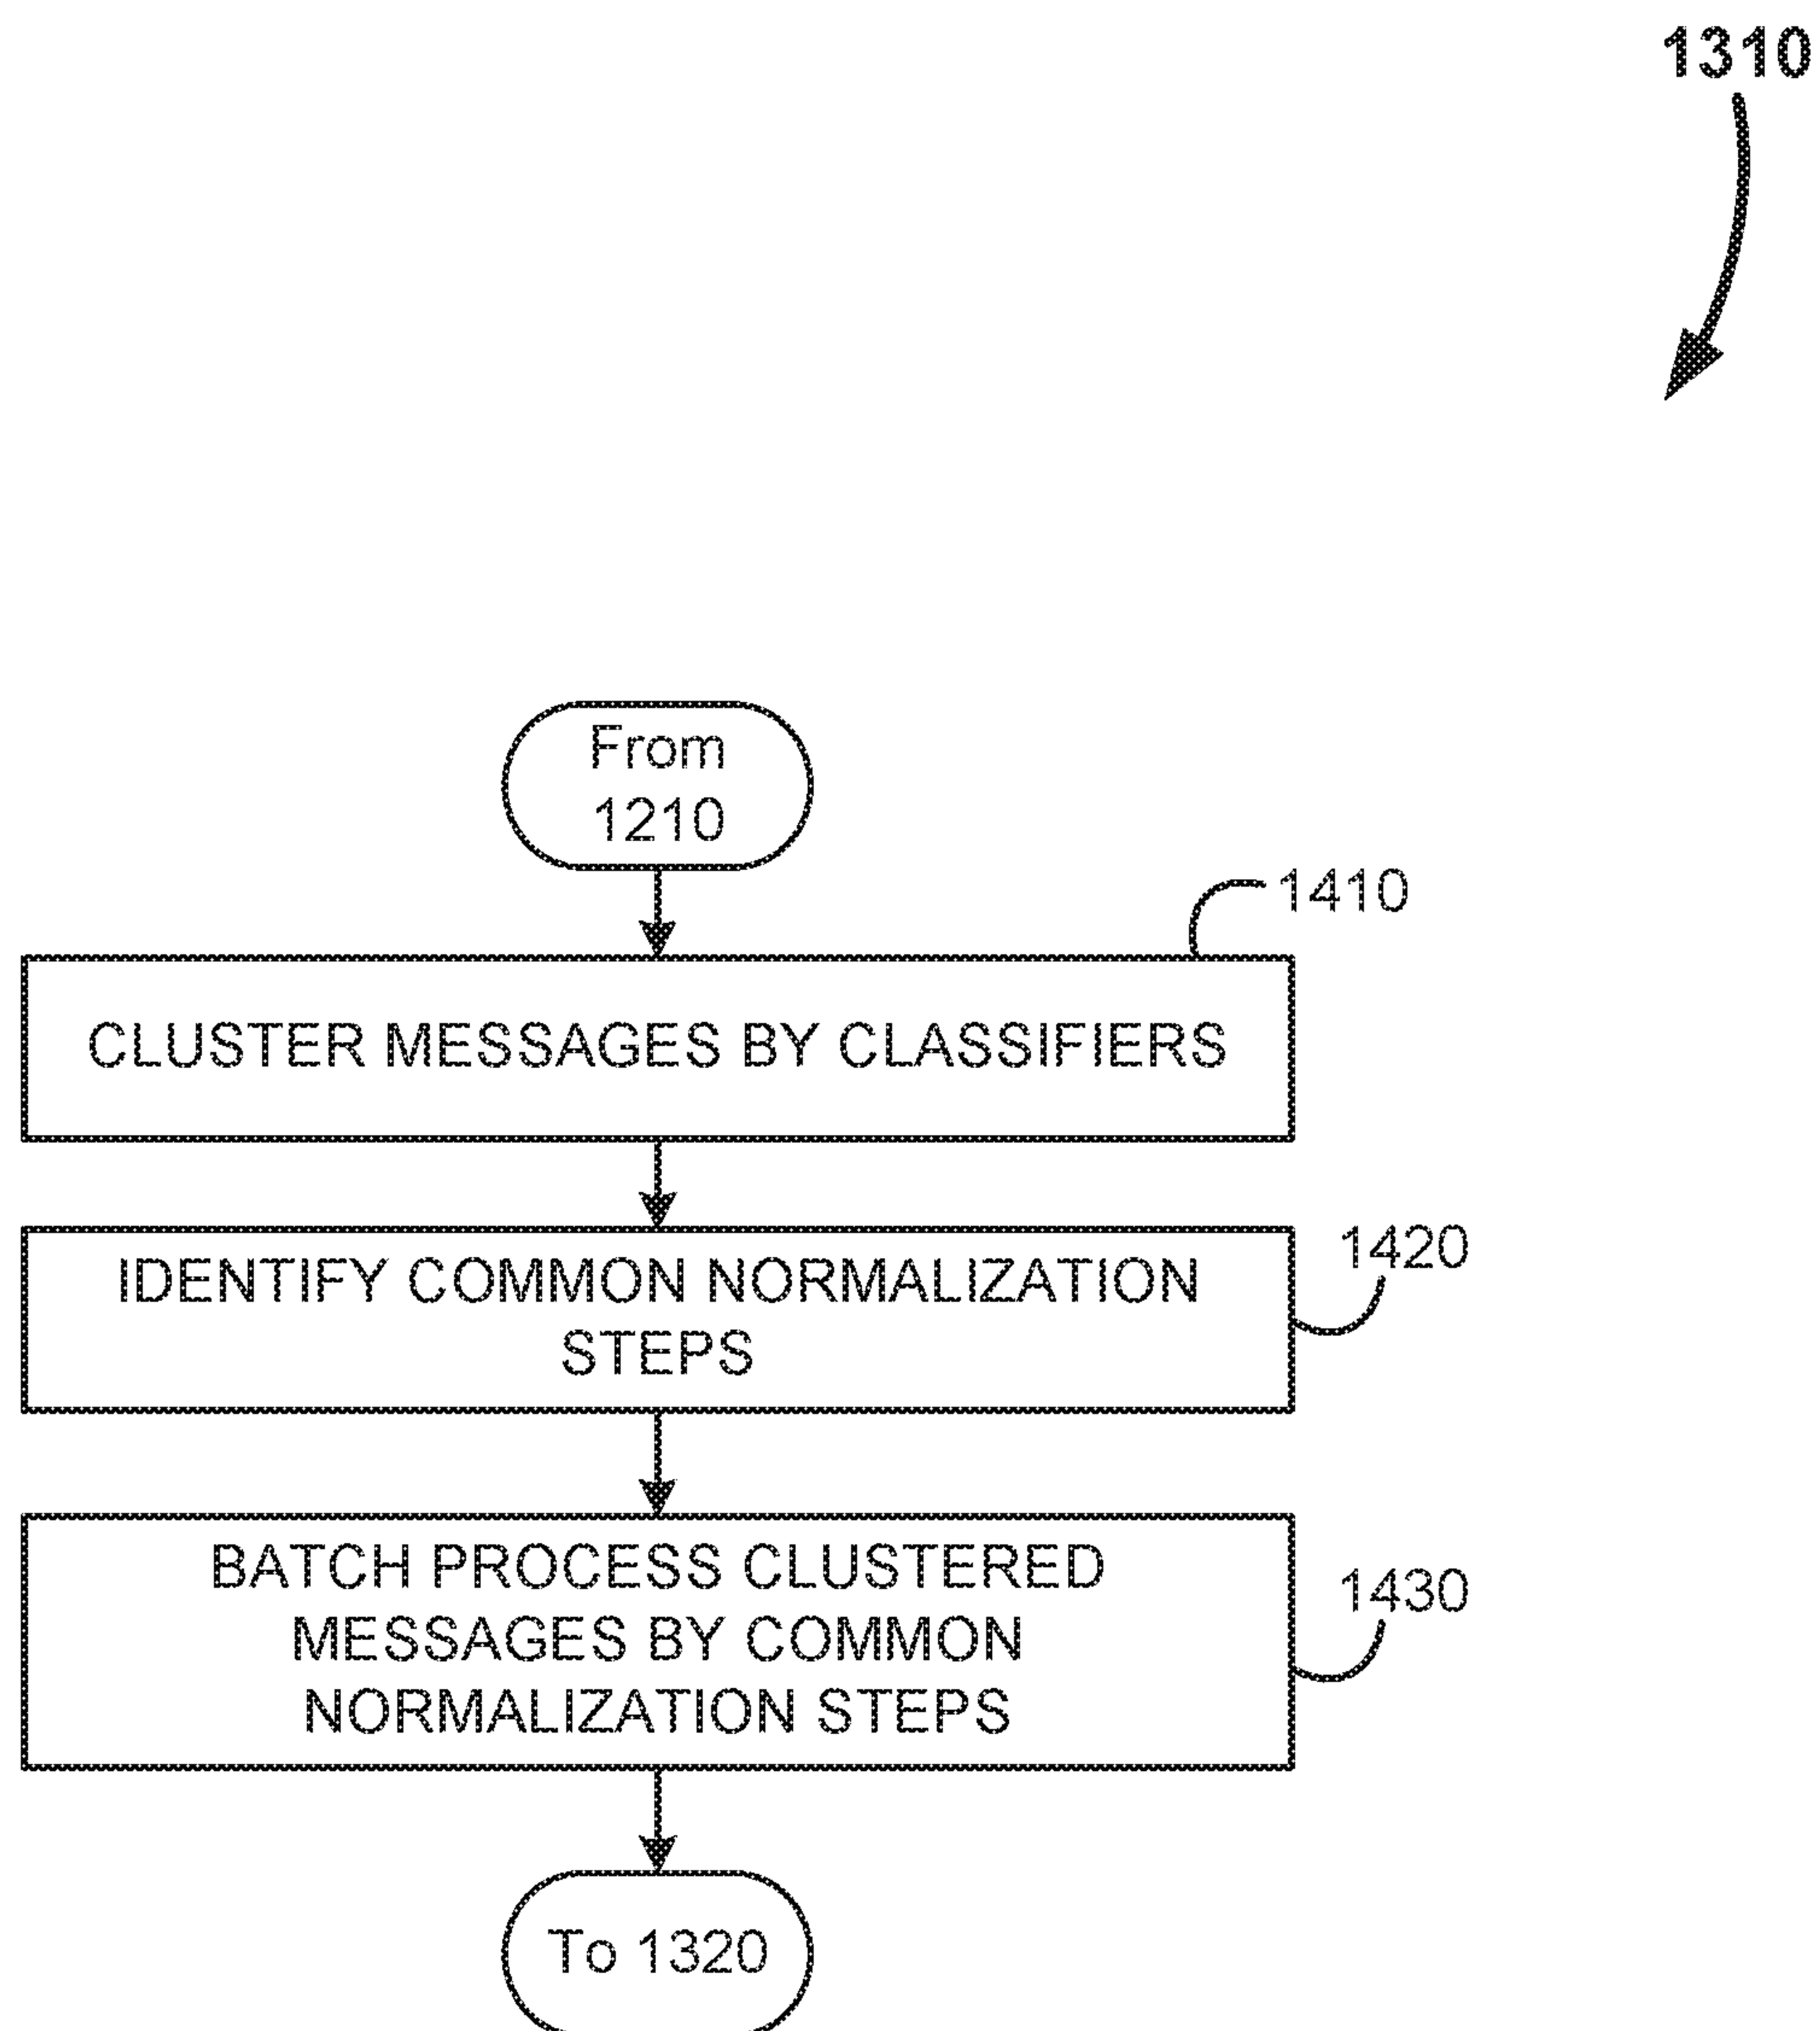 1310
From
1210
1410
CLUSTER MESSAGES BY CLASSIFIERS
1420
IDENTIFY COMMON NORMALIZATION
STEPS
BATCH PROCESS CLUSTERED
1430
MESSAGES BY COMMON
NORMALIZATION STEPS
To 1320